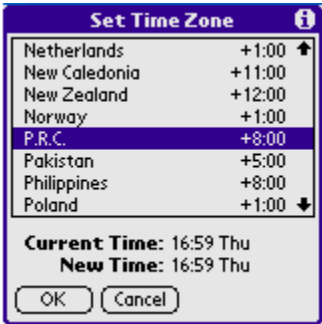 Set Time Zone
Netherlands +1:00
New Caledonia +11:00
New Zealand +12:00
Norway +1:00
P.R.C. +8:00
Pakistan +5:00
Philippines +8:00
Poland +1:00
Current Time: 16:59 Thu
New Time: 16:59 Thu
OK Cancel